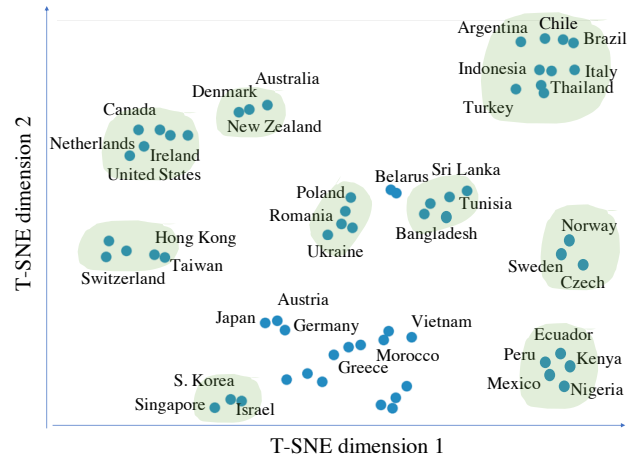 Argentina
Chile
Brazil
Indonesia
Italy
Thailand
Turkey
Denmark
Australia
New Zealand
Canada
Netherlands
Ireland
United States
Belarus
Sri Lanka
Poland
Tunisia
Romania
Bangladesh
Ukraine
Hong Kong
Taiwan
Switzerland
Norway
Sweden
Czech
Austria
Japan
Germany
Vietnam
Morocco
Greece
Ecuador
Peru
Kenya
Mexico
Nigeria
S. Korea
Singapore
Israel
T-SNE dimension 2
T-SNE dimension 1